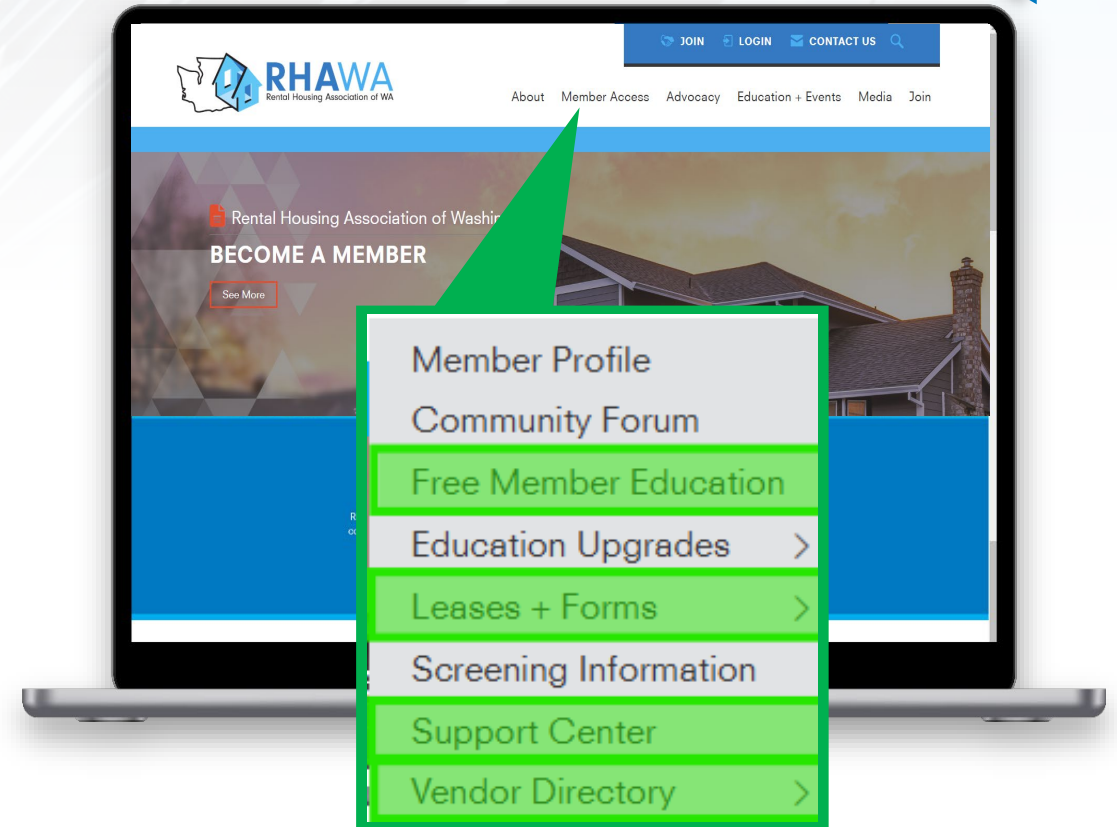 JOIN LOGIN CONTACT US
RHAWA
Rental Housing Association of WA
About Member Access Advocacy Education + Events Media Join
Rental Housing Association of
BECOME A MEMBER
See More
Member Profile
Community Forum
Free Member Education
Education Upgrades >
Leases + Forms >
Screening Information
Support Center
Vendor Directory >